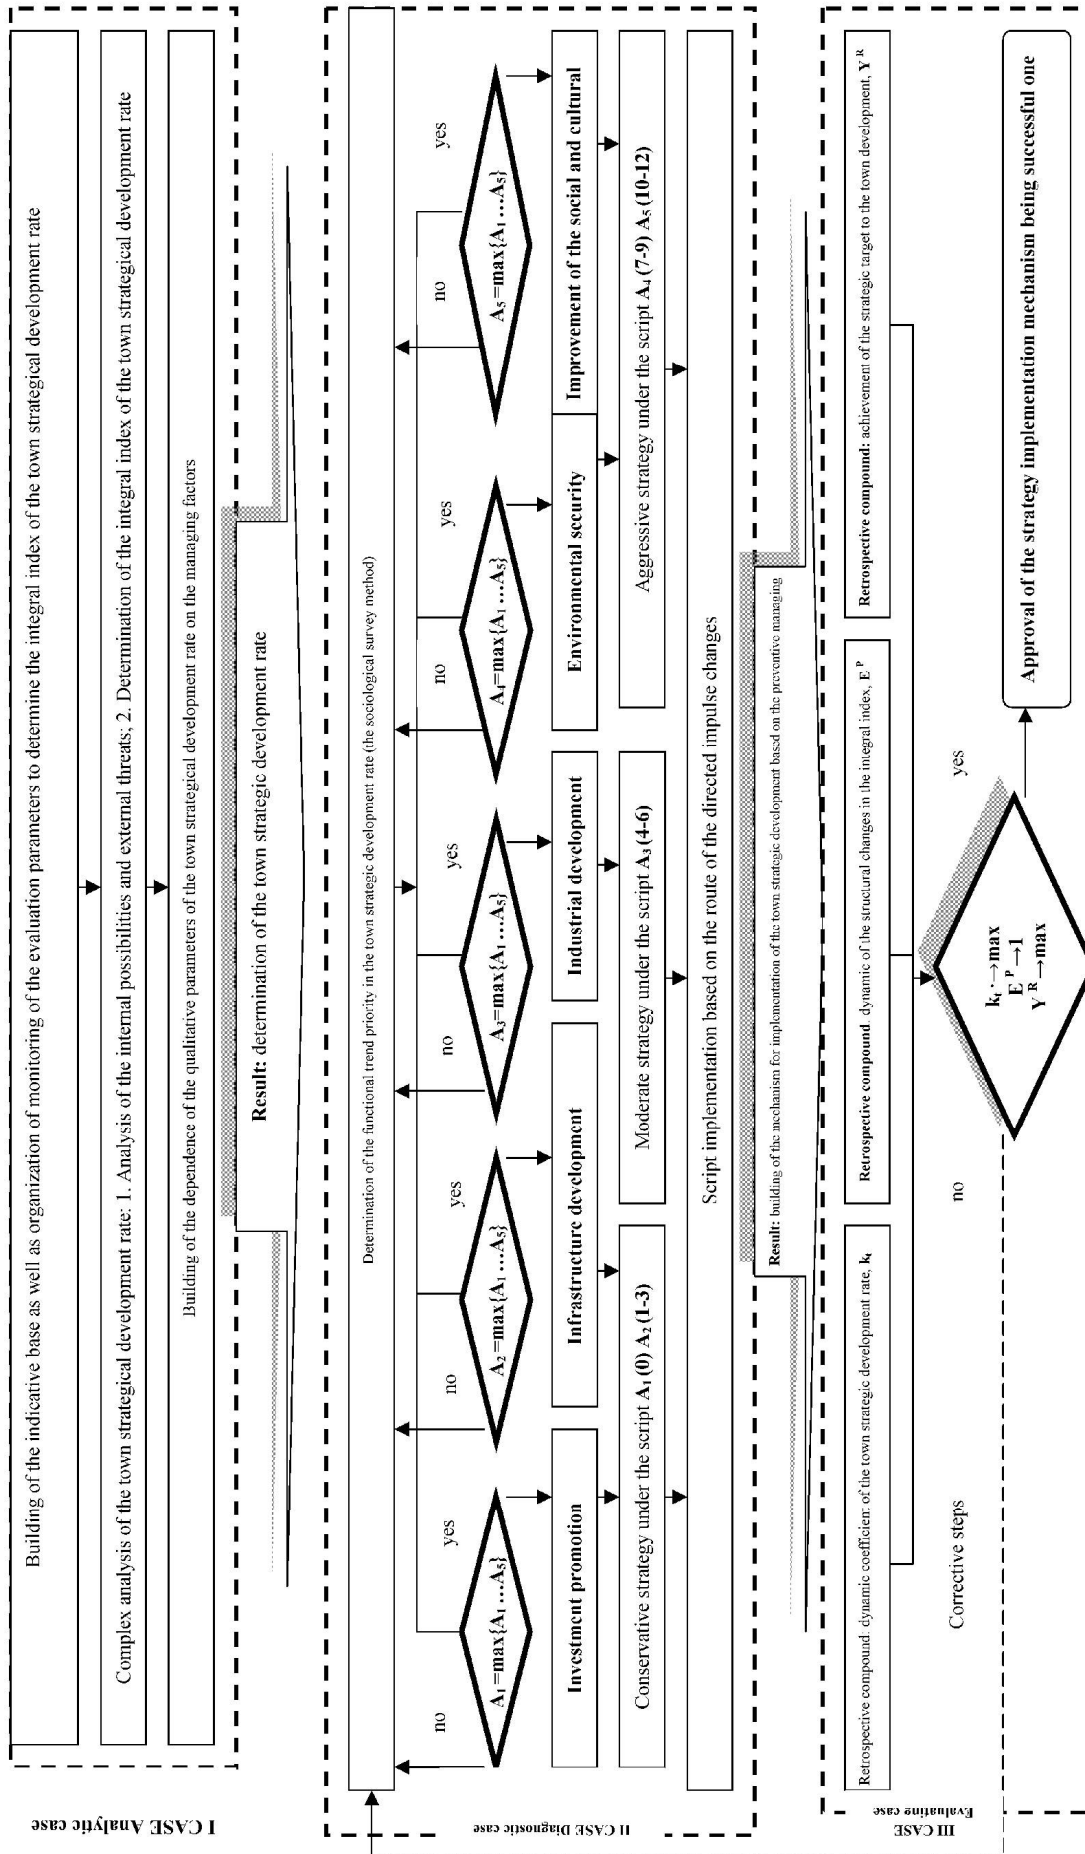 I CASE Analytic case
Building of the indicative base as well as organization of monitoring of the evaluation parameters to determine the integral index of the town strategical development rate
Complex analysis of the town strategical development rate: 1. Analysis of the internal possibilities and external threats; 2. Determination of the integral index of the town strategical development rate
Building of the dependence of the qualitative parameters of the town strategical development rate on the managing factors
Result: determination of the town strategic development rate
II CASE Diagnostic case
Determination of the functional trend priority in the town strategic development rate (the sociological survey method)
no
yes
no
yes
no
yes
no
yes
no
yes
A₁=max{A₁…A₅}
A₂=max{A₁…A₅}
A₃=max{A₁…A₅}
A₄=max{A₁…A₅}
A₅=max{A₁…A₅}
Investment promotion
Infrastructure development
Industrial development
Environmental security
Improvement of the social and cultural
Conservative strategy under the script A₁(0) A₂(1-3)
Moderate strategy under the script A₃(4-6)
Aggressive strategy under the script A₄(7-9) A₅(10-12)
Script implementation based on the route of the directed impulse changes
Result: building of the mechanism for implementation of the town strategic development based on the preventive managing
III CASE
Evaluating case
Retrospective compound: dynamic coefficient of the town strategic development rate, kₜ
Retrospective compound: dynamic of the structural changes in the integral index, E ᴾ
Retrospective compound: achievement of the strategic target to the town development, Y ᴿ
Corrective steps
no
yes
kₜ·→max
E ᴾ→1
Y ᴿ→max
Approval of the strategy implementation mechanism being successful one